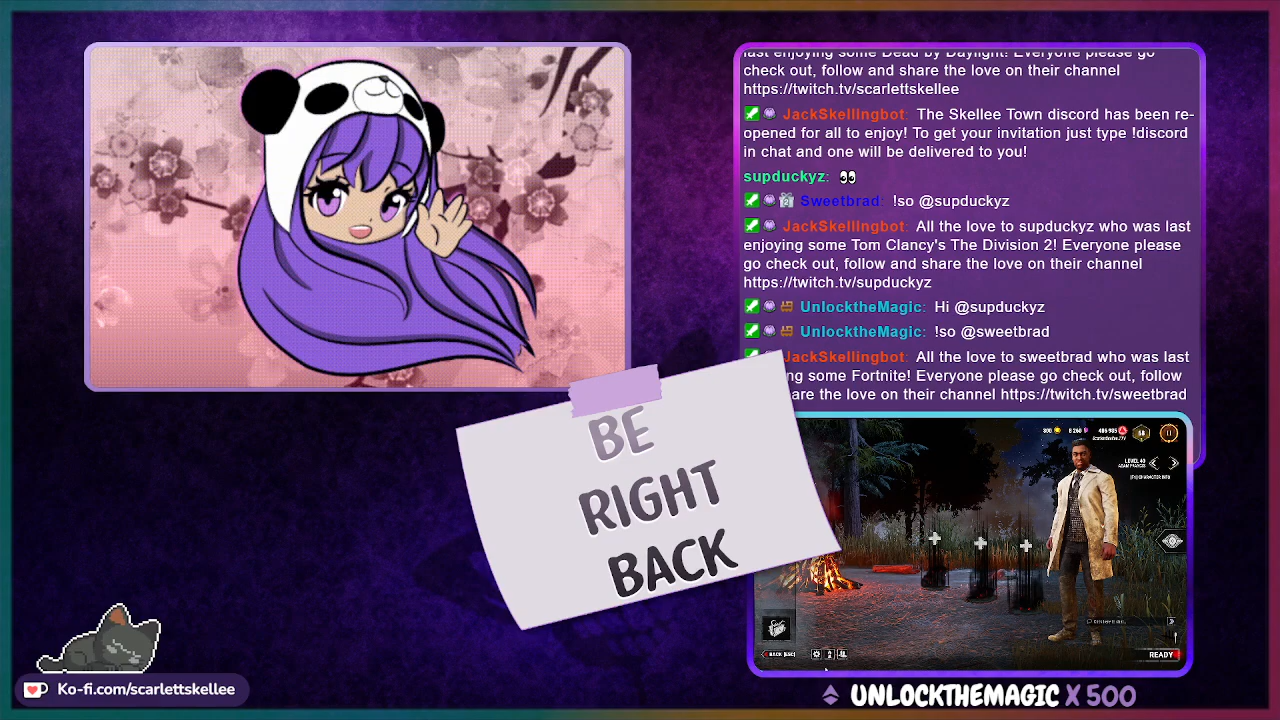 last enjoying some Dead by Daylight! Everyone please go
check out, follow and share the love on their channel
https://twitch.tv/scarlettskellee
JackSkellingbot: The Skellee Town discord has been re-
opened for all to enjoy! To get your invitation just type !discord
in chat and one will be delivered to you!
supduckyz: 👀
Sweetbrad: !so @supduckyz
JackSkellingbot: All the love to supduckyz who was last
enjoying some Tom Clancy's The Division 2! Everyone please
go check out, follow and share the love on their channel
https://twitch.tv/supduckyz
UnlocktheMagic: Hi @supduckyz
UnlocktheMagic: !so @sweetbrad
JackSkellingbot: All the love to sweetbrad who was last
ng some Fortnite! Everyone please go check out, follow
are the love on their channel https://twitch.tv/sweetbrad
BE
RIGHT
BACK
LEVEL 40
BACK [ESC]
READY
Ko-fi.com/scarlettskellee
UNLOCKTHEMAGIC X 500